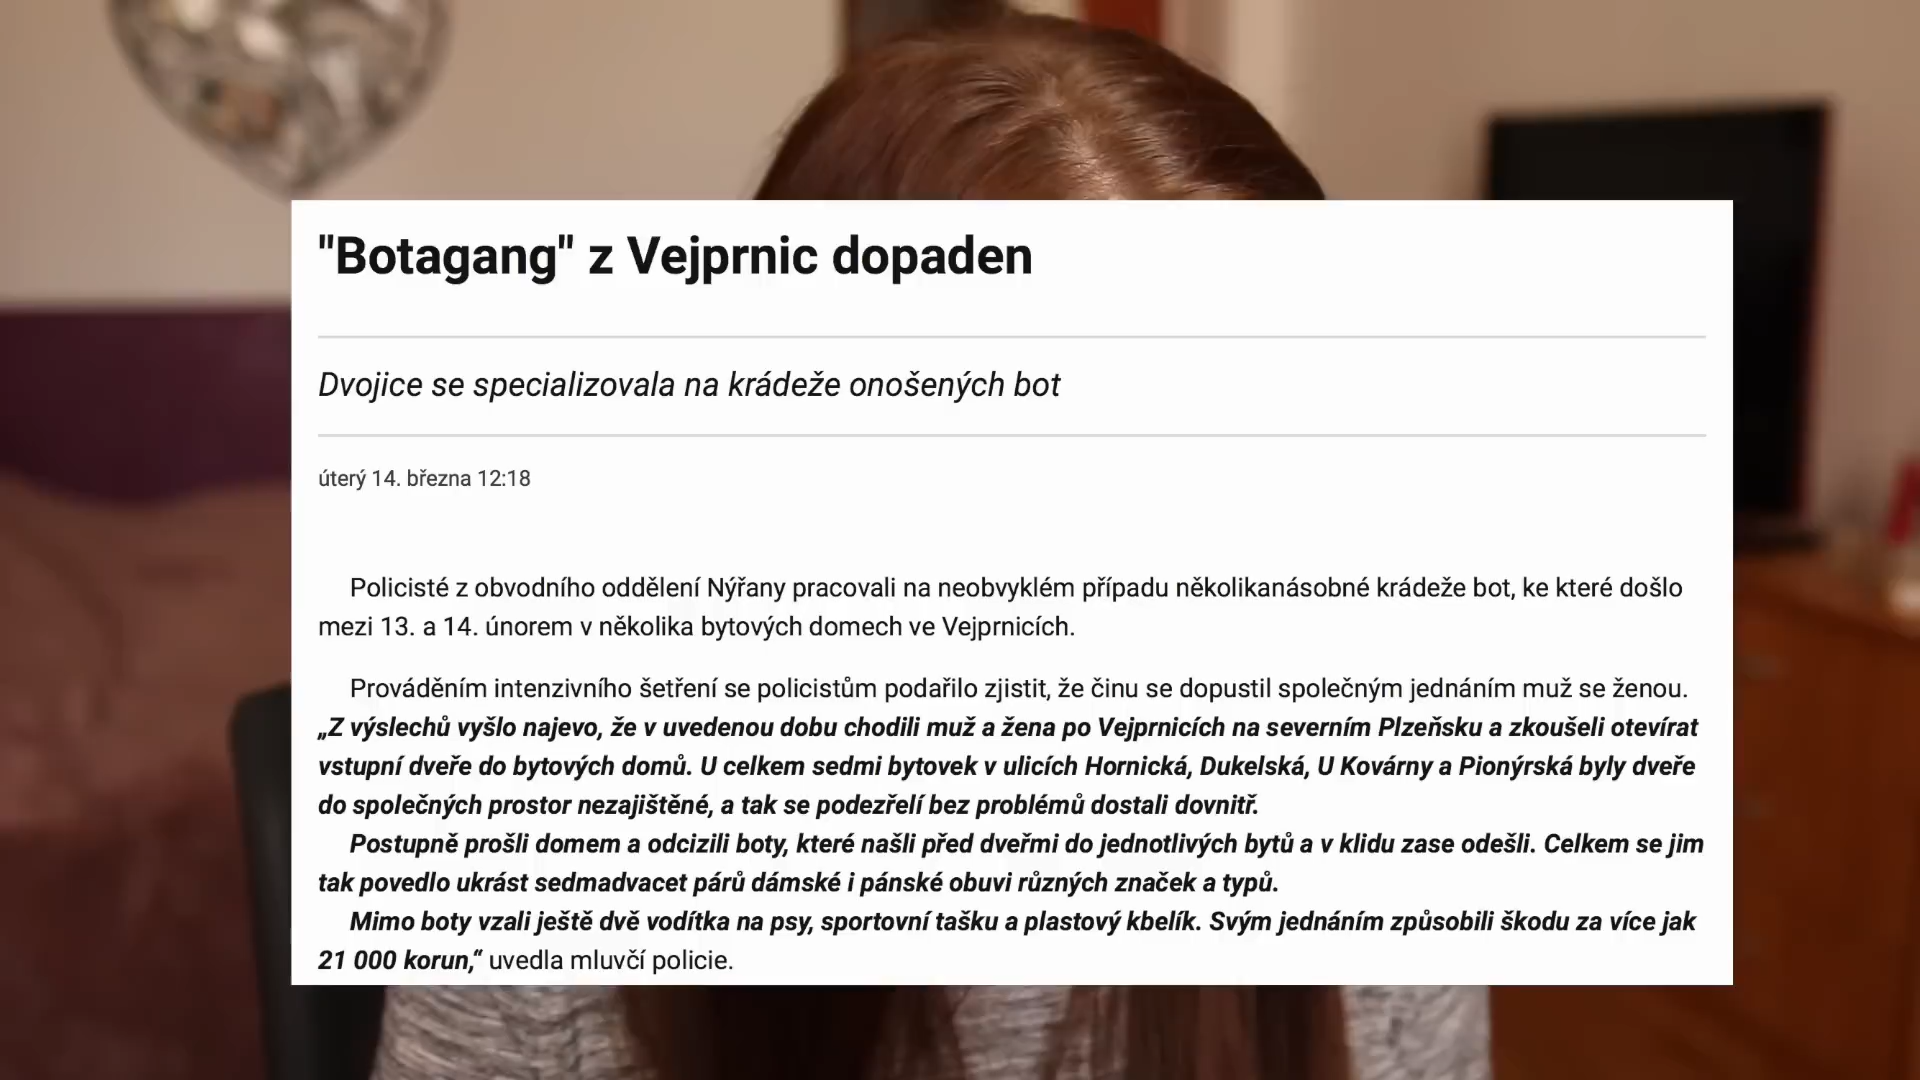 "Botagang" z Vejprnic dopaden
Dvojice se specializovala na krádeže onošených bot
úterý 14. března 12:18
Policisté z obvodního oddělení Nýřany pracovali na neobvyklém případu několikanásobné krádeže bot, ke které došlo
mezi 13. a 14. únorem v několika bytových domech ve Vejprnicích.
Prováděním intenzivního šetření se policistům podařilo zjistit, že činu se dopustil společným jednáním muž se ženou.
„Z výslechů vyšlo najevo, že v uvedenou dobu chodili muž a žena po Vejprnicích na severním Plzeňsku a zkoušeli otevírat
vstupní dveře do bytových domů. U celkem sedmi bytovek v ulicích Hornická, Dukelská, U Kovárny a Pionýrská byly dveře
do společných prostor nezajištěné, a tak se podezřelí bez problémů dostali dovnitř.
Postupně prošli domem a odcizili boty, které našli před dveřmi do jednotlivých bytů a v klidu zase odešli. Celkem se jim
tak povedlo ukrást sedmadvacet párů dámské i pánské obuvi různých značek a typů.
Mimo boty vzali ještě dvě vodítka na psy, sportovní tašku a plastový kbelík. Svým jednáním způsobili škodu za více jak
21 000 korun,“ uvedla mluvčí policie.